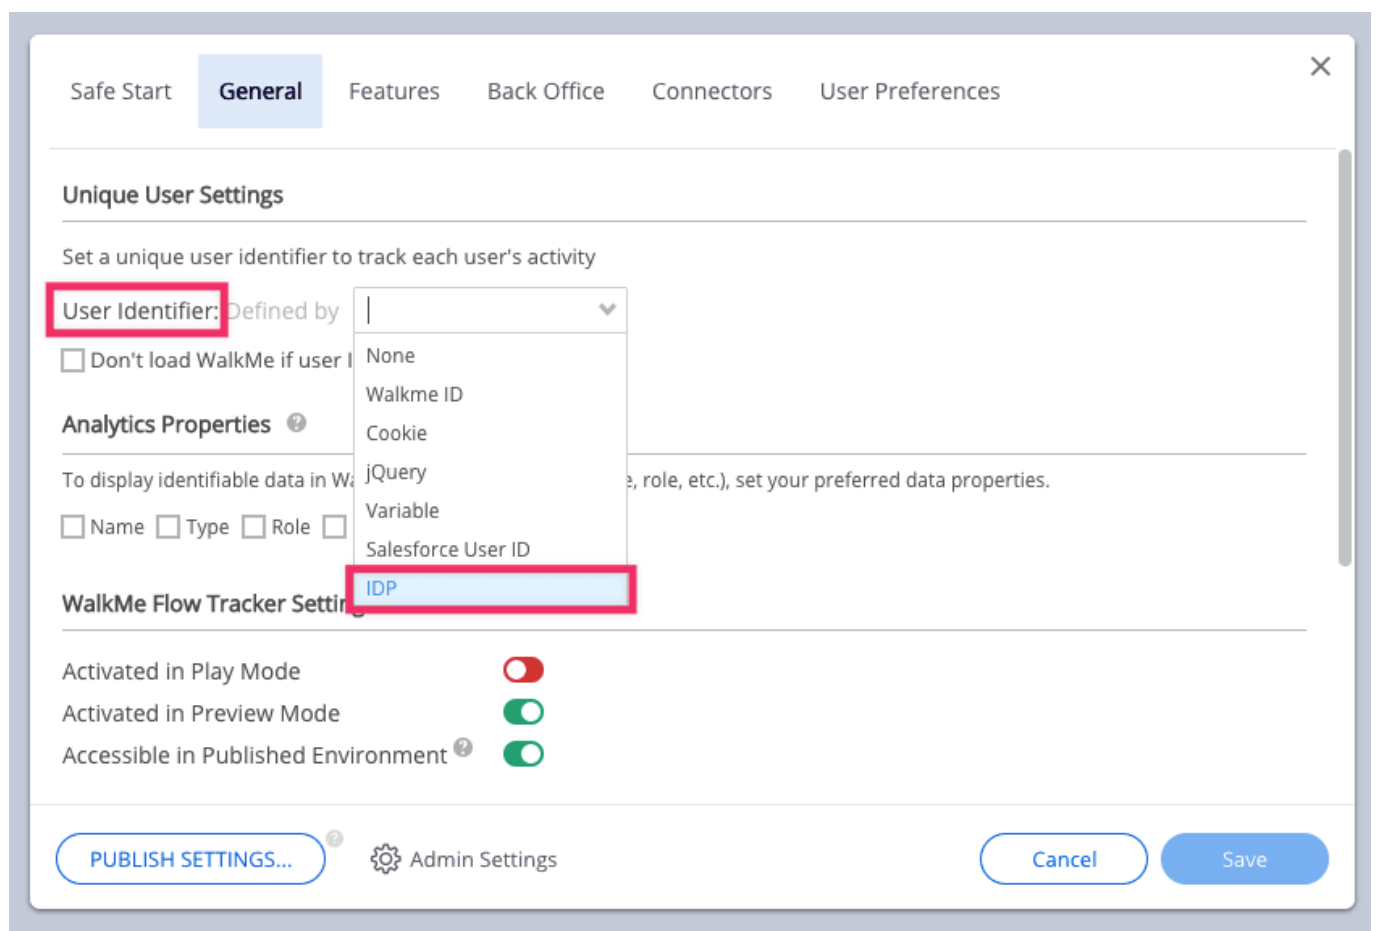 Safe Start General Features Back Office Connectors User Preferences
Unique User Settings
Set a unique user identifier to track each user's activity
User Identifier: Defined by
None
Don't load WalkMe if user I
Walkme ID
Analytics Properties ?
Cookie
jQuery
To display identifiable data in Wa e, role, etc.), set your preferred data properties.
Variable
Name Type Role
Salesforce User ID
IDP
WalkMe Flow Tracker Setting
Activated in Play Mode
Activated in Preview Mode
Accessible in Published Environment ?
PUBLISH SETTINGS... ? Admin Settings Cancel Save